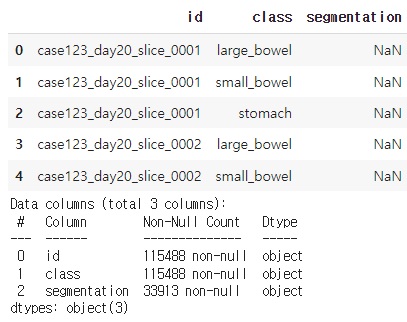 id class segmentation
0 case123_day20_slice_0001 large_bowel NaN
1 case123_day20_slice_0001 small_bowel NaN
2 case123_day20_slice_0001 stomach NaN
3 case123_day20_slice_0002 large_bowel NaN
4 case123_day20_slice_0002 small_bowel NaN
Data columns (total 3 columns):
# Column Non-Null Count Dtype
--- ------ -------------- -----
0 id 115488 non-null object
1 class 115488 non-null object
2 segmentation 33913 non-null object
dtypes: object(3)